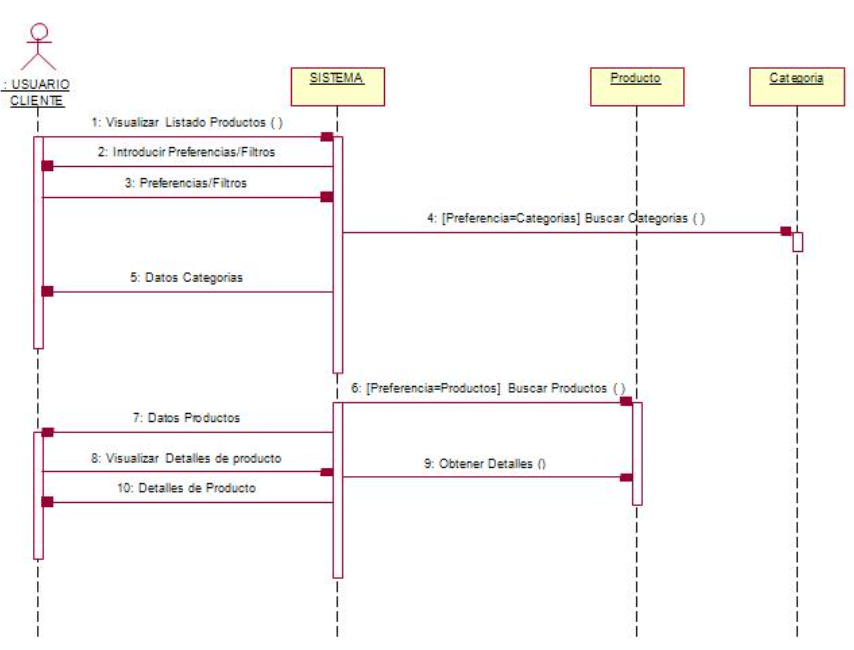 : USUARIO
CLIENTE
SISTEMA
Producto
Categoria
1: Visualizar Listado Productos ( )
2: Introducir Preferencias/Filtros
3: Preferencias/Filtros
4: [Preferencia=Categorias] Buscar Categorias ( )
5: Datos Categorias
6: [Preferencia=Productos] Buscar Productos ( )
7: Datos Productos
8: Visualizar Detalles de producto
9: Obtener Detalles ()
10: Detalles de Producto